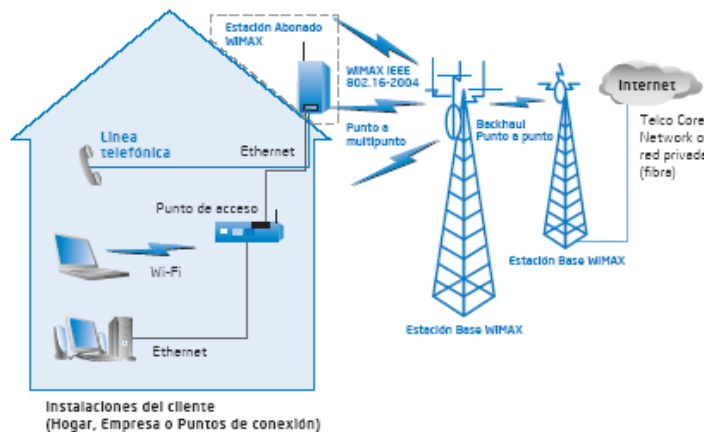 Estación Abonado
WIMAX
WIMAX IEEE
802.16-2004
Internet
Línea
telefónica
Ethernet
Punto a
multipunto
Backhaul
Punto a punto
Telco Core
Network o
red privada
(fibra)
Punto de acceso
Wi-Fi
Estación Base WIMAX
Estación Base WIMAX
Ethernet
Instalaciones del cliente
(Hogar, Empresa o Puntos de conexión)